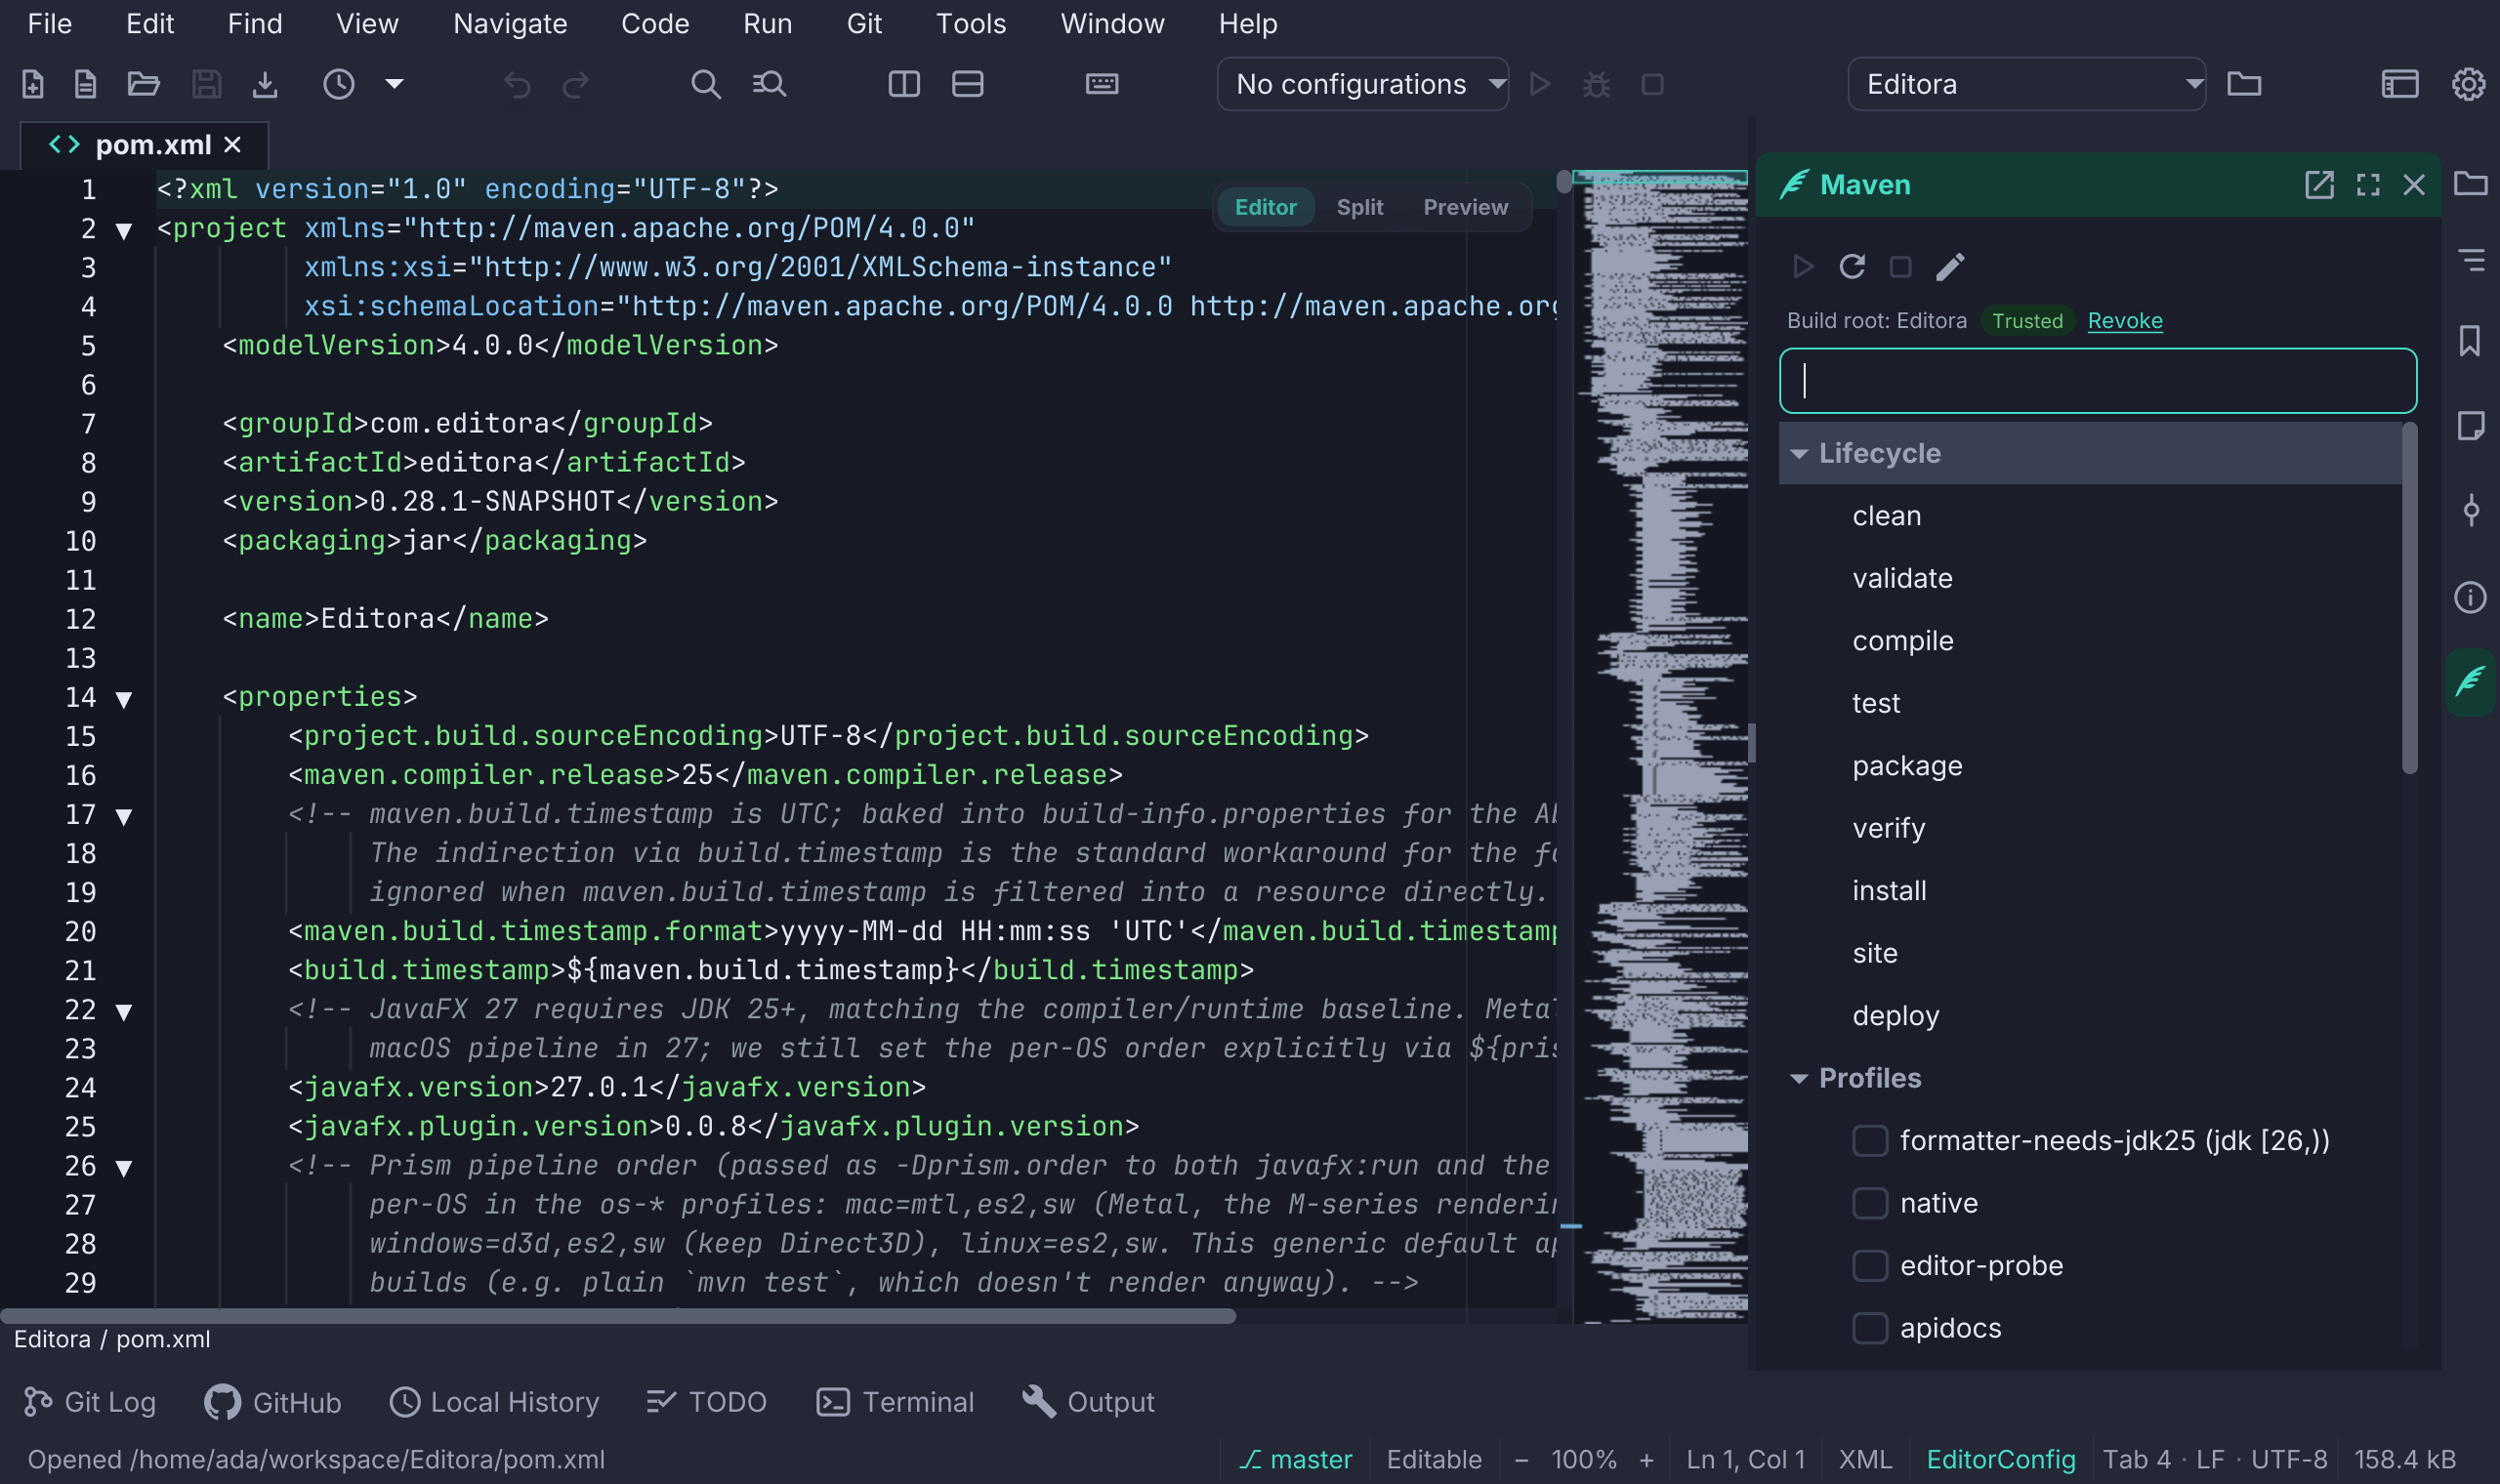 File Edit Find View Navigate Code Run Git Tools Window Help
No configurations
Editora
pom.xml
Editor Split Preview
1 <?xml version="1.0" encoding="UTF-8"?>
2 <project xmlns="http://maven.apache.org/POM/4.0.0"
3 xmlns:xsi="http://www.w3.org/2001/XMLSchema-instance"
4 xsi:schemaLocation="http://maven.apache.org/POM/4.0.0 http://maven.apache.org
5 <modelVersion>4.0.0</modelVersion>
6
7 <groupId>com.editora</groupId>
8 <artifactId>editora</artifactId>
9 <version>0.28.1-SNAPSHOT</version>
10 <packaging>jar</packaging>
11
12 <name>Editora</name>
13
14 <properties>
15 <project.build.sourceEncoding>UTF-8</project.build.sourceEncoding>
16 <maven.compiler.release>25</maven.compiler.release>
17 <!-- maven.build.timestamp is UTC; baked into build-info.properties for the
18 The indirection via build.timestamp is the standard workaround for the
19 ignored when maven.build.timestamp is filtered into a resource directly.
20 <maven.build.timestamp.format>yyyy-MM-dd HH:mm:ss 'UTC'</maven.build.timestamp
21 <build.timestamp>${maven.build.timestamp}</build.timestamp>
22 <!-- JavaFX 27 requires JDK 25+, matching the compiler/runtime baseline. Metal
23 macOS pipeline in 27; we still set the per-OS order explicitly via ${pris
24 <javafx.version>27.0.1</javafx.version>
25 <javafx.plugin.version>0.0.8</javafx.plugin.version>
26 <!-- Prism pipeline order (passed as -Dprism.order to both javafx:run and the
27 per-OS in the os-* profiles: mac=mtl,es2,sw (Metal, the M-series renderin
28 windows=d3d,es2,sw (keep Direct3D), linux=es2,sw. This generic default
29 builds (e.g. plain `mvn test`, which doesn't render anyway). -->
Maven
Build root: Editora Trusted Revoke
Lifecycle
clean
validate
compile
test
package
verify
install
site
deploy
Profiles
formatter-needs-jdk25 (jdk [26,))
native
editor-probe
apidocs
Editora / pom.xml
Git Log GitHub Local History TODO Terminal Output
Opened /home/ada/workspace/Editora/pom.xml
master Editable − 100% + Ln 1, Col 1 XML EditorConfig Tab 4 · LF · UTF-8 158.4 kB